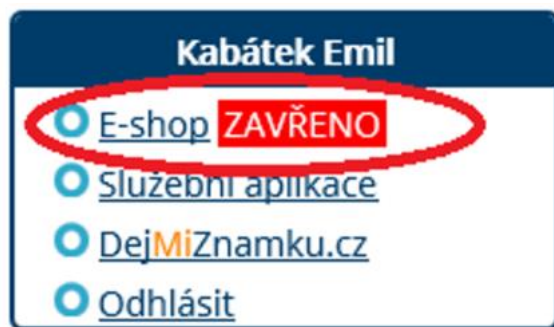 Kabátek Emil
E-shop ZAVŘENO
Služební aplikace
DejMiZnamku.cz
Odhlásit